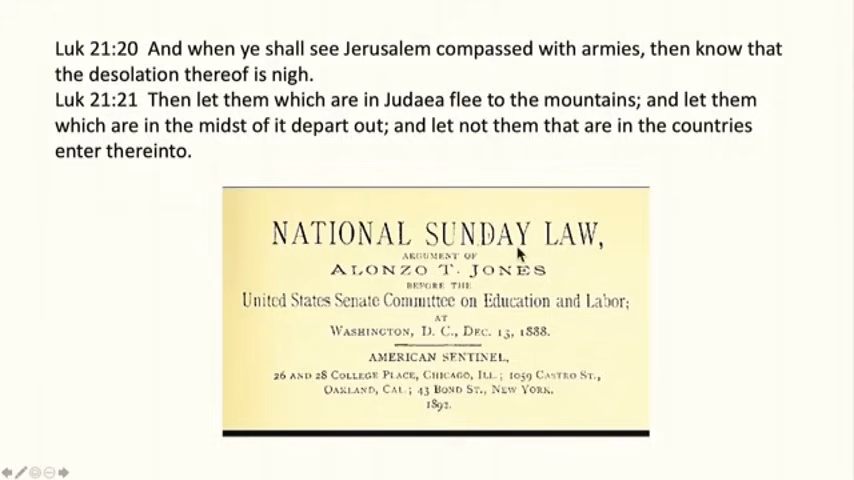 Luk 21:20 And when ye shall see Jerusalem compassed with armies, then know that
the desolation thereof is nigh.
Luk 21:21 Then let them which are in Judaea flee to the mountains; and let them
which are in the midst of it depart out; and let not them that are in the countries
enter thereinto.
NATIONAL SUNDAY LAW,
ARGUMENT OF
ALONZO T. JONES
BEFORE THE
United States Senate Committee on Education and Labor;
AT
WASHINGTON, D. C., DEC. 13, 1888.
AMERICAN SENTINEL,
26 AND 28 COLLEGE PLACE, CHICAGO, ILL.; 1059 CASTRO ST.,
OAKLAND, CAL.; 43 BOND ST., NEW YORK.
1892.